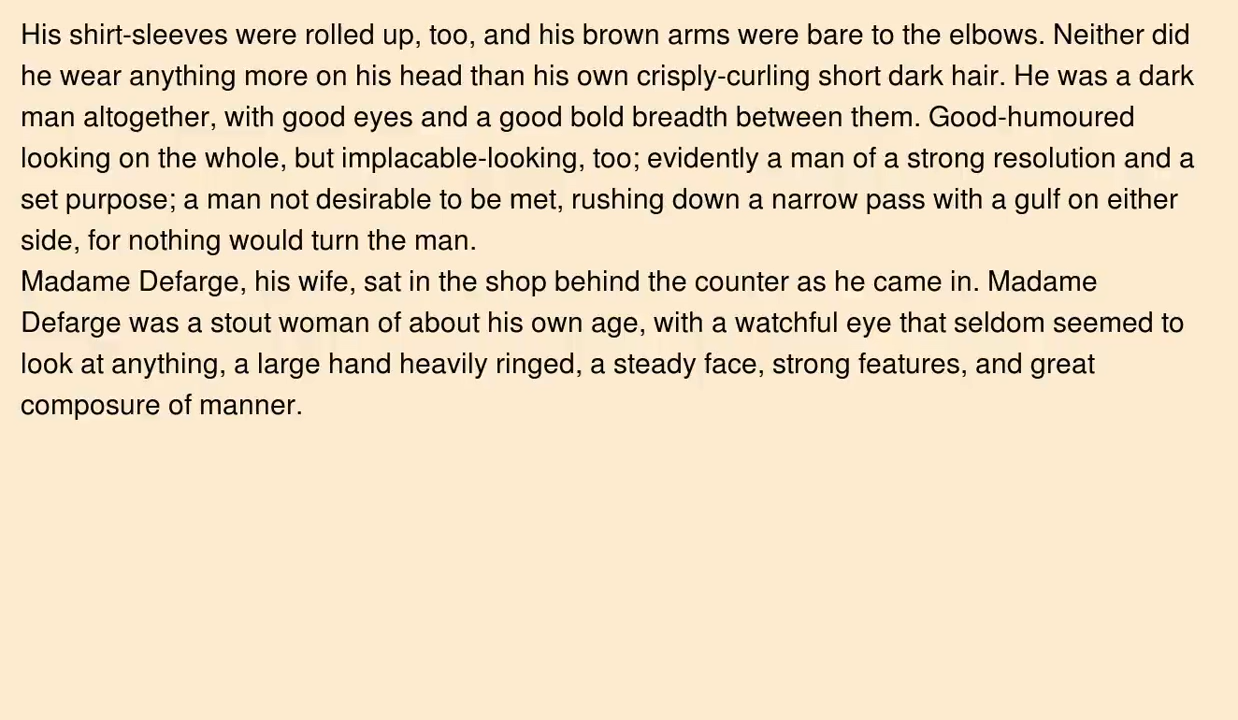 His shirt-sleeves were rolled up, too, and his brown arms were bare to the elbows. Neither did
he wear anything more on his head than his own crisply-curling short dark hair. He was a dark
man altogether, with good eyes and a good bold breadth between them. Good-humoured
looking on the whole, but implacable-looking, too; evidently a man of a strong resolution and a
set purpose; a man not desirable to be met, rushing down a narrow pass with a gulf on either
side, for nothing would turn the man.
Madame Defarge, his wife, sat in the shop behind the counter as he came in. Madame
Defarge was a stout woman of about his own age, with a watchful eye that seldom seemed to
look at anything, a large hand heavily ringed, a steady face, strong features, and great
composure of manner.